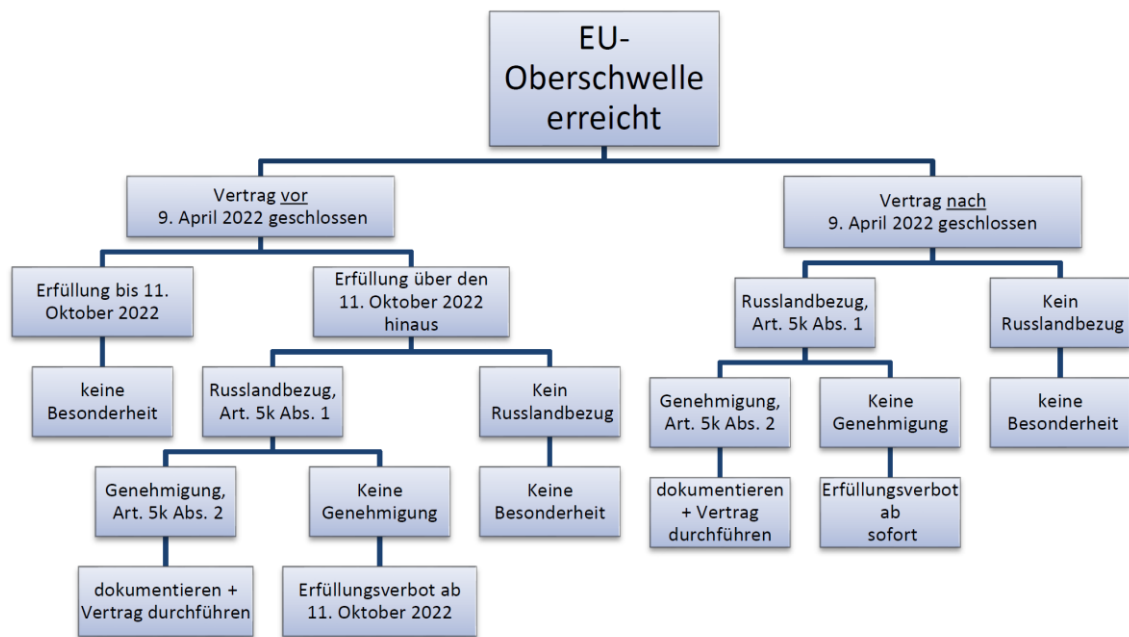 EU-
Oberschwelle
erreicht
Vertrag vor
9. April 2022 geschlossen
Vertrag nach
9. April 2022 geschlossen
Erfüllung bis 11.
Oktober 2022
Erfüllung über den
11. Oktober 2022
hinaus
Russlandbezug,
Art. 5k Abs. 1
Kein
Russlandbezug
keine
Besonderheit
Russlandbezug,
Art. 5k Abs. 1
Kein
Russlandbezug
Genehmigung,
Art. 5k Abs. 2
Keine
Genehmigung
keine
Besonderheit
Genehmigung,
Art. 5k Abs. 2
Keine
Genehmigung
Keine
Besonderheit
dokumentieren
+ Vertrag
durchführen
Erfüllungsverbot
ab
sofort
dokumentieren +
Vertrag durchführen
Erfüllungsverbot ab
11. Oktober 2022